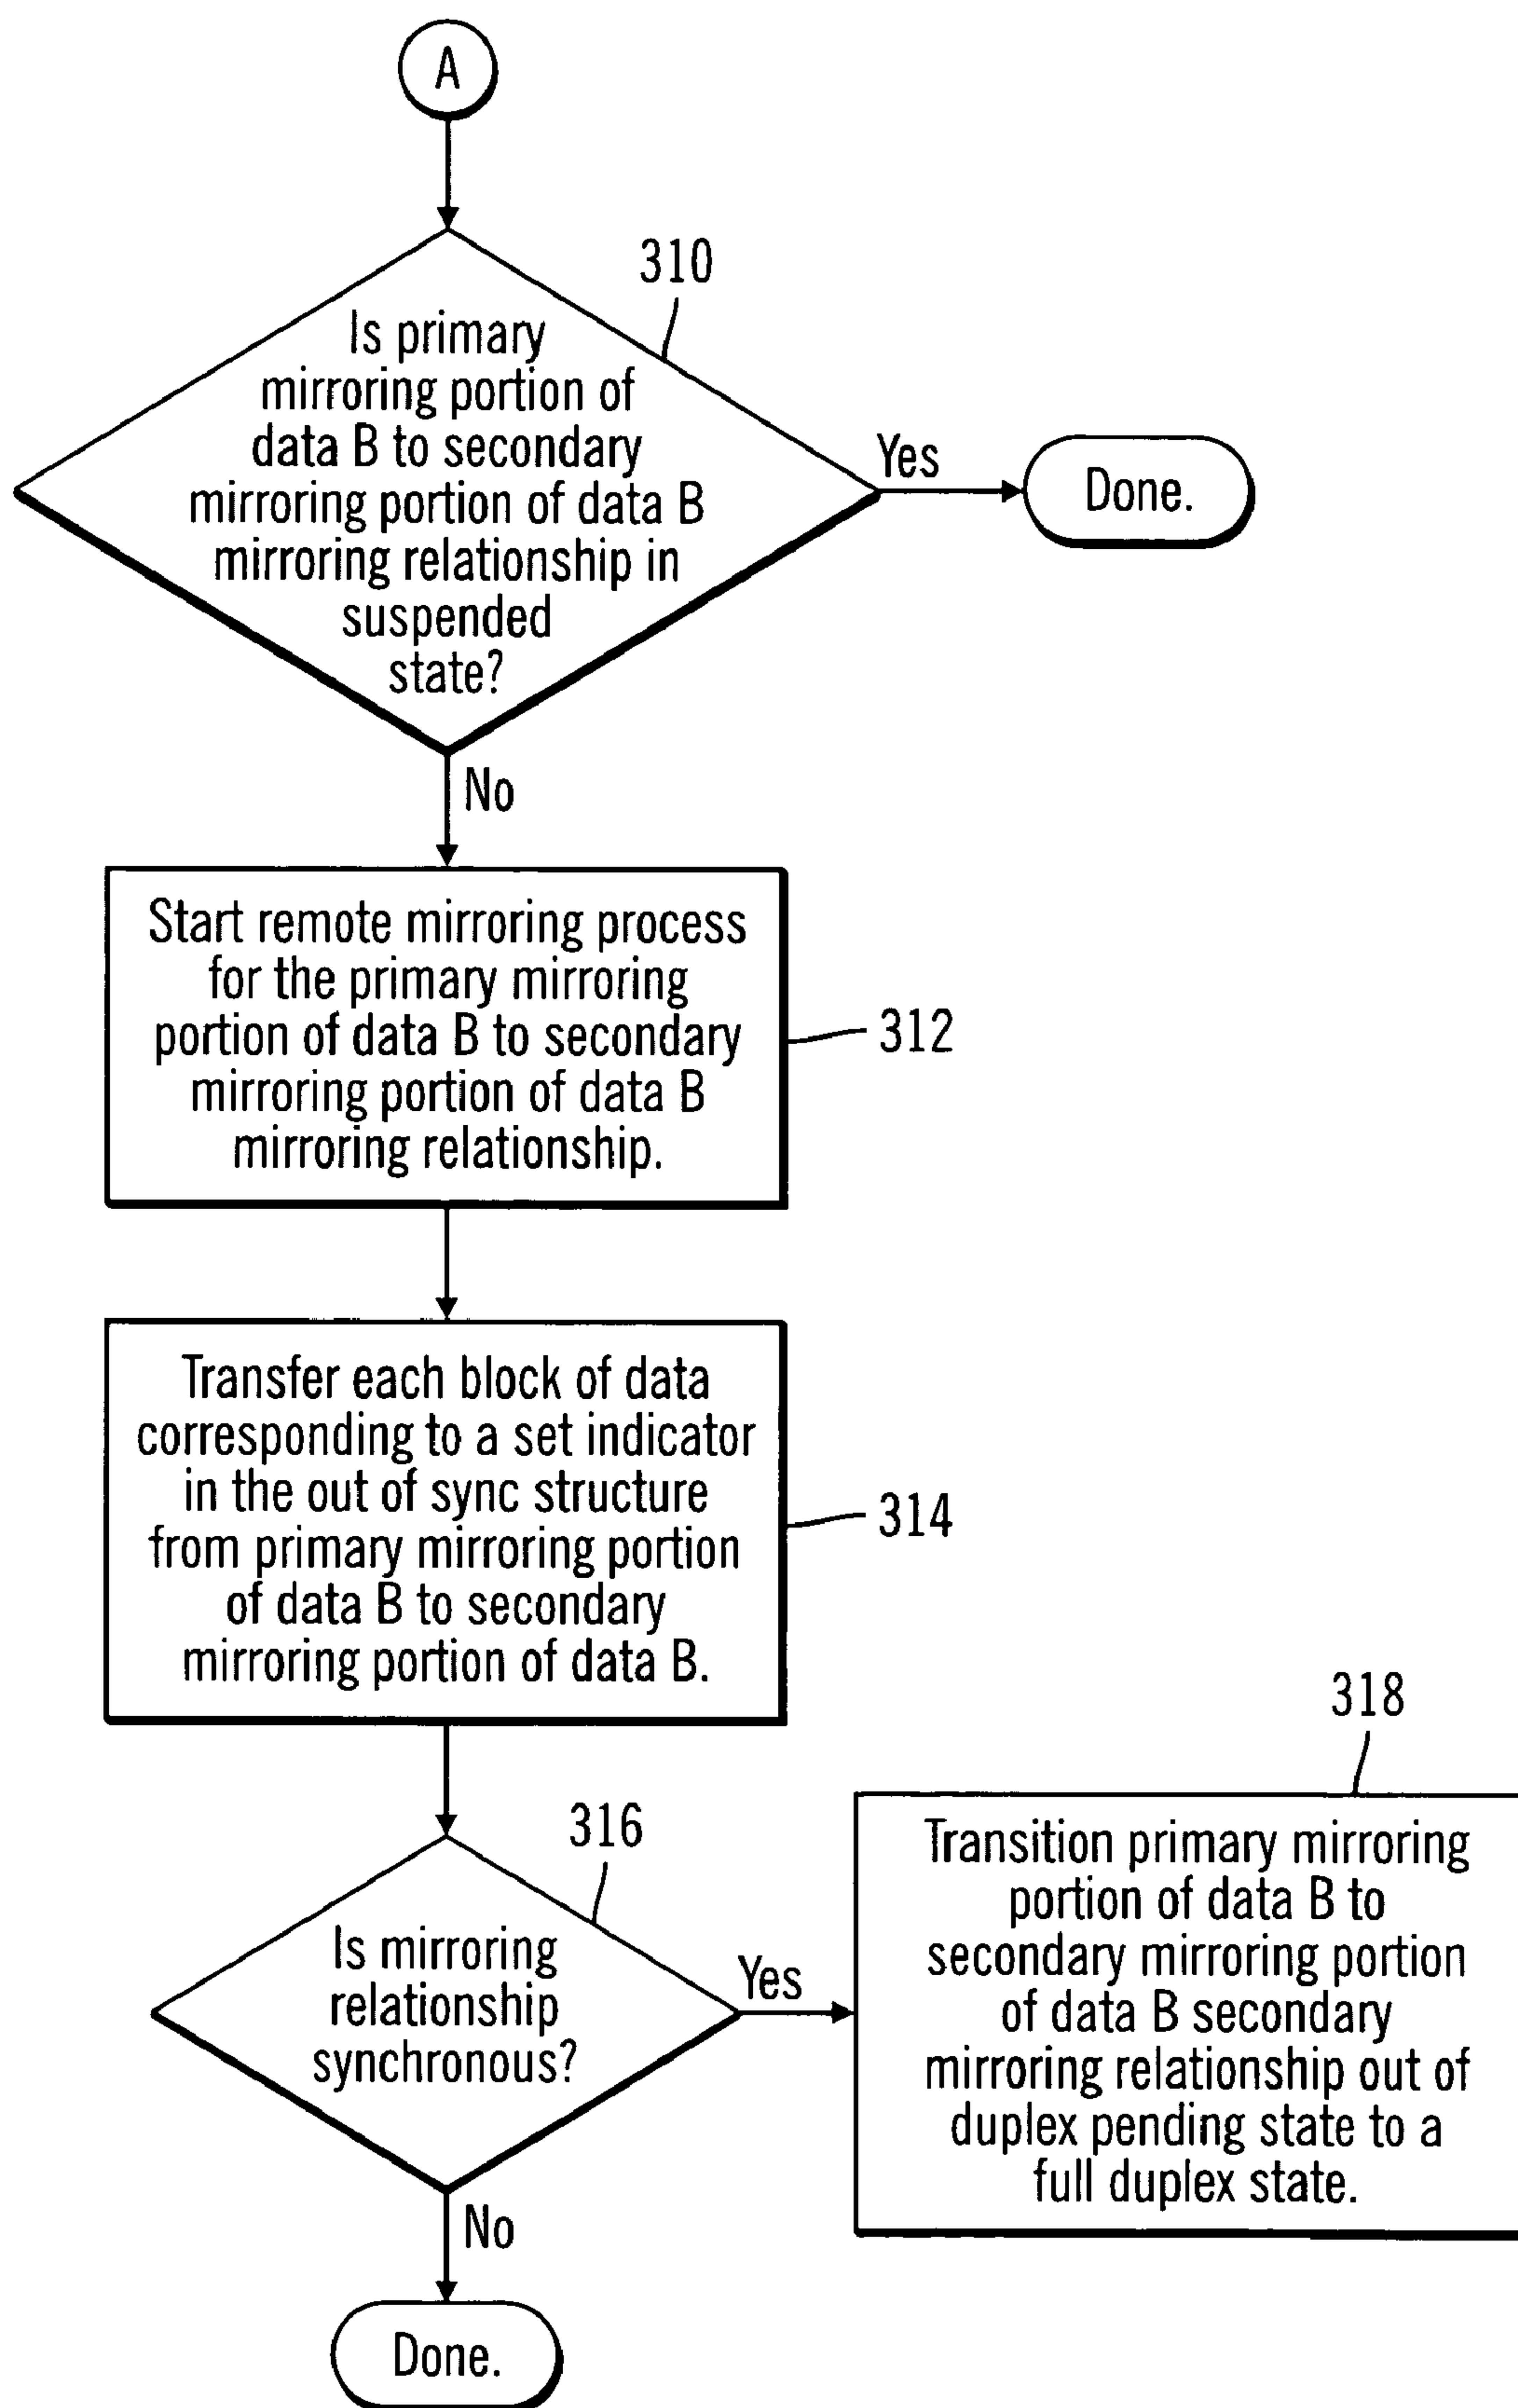 A
310
Is primary
mirroring portion of
data B to secondary
mirroring portion of data B
mirroring relationship in
suspended
state?
Yes
Done.
No
Start remote mirroring process
for the primary mirroring
portion of data B to secondary
mirroring portion of data B
mirroring relationship.
312
Transfer each block of data
corresponding to a set indicator
in the out of sync structure
from primary mirroring portion
of data B to secondary
mirroring portion of data B.
314
316
Is mirroring
relationship
synchronous?
Yes
318
Transition primary mirroring
portion of data B to
secondary mirroring portion
of data B secondary
mirroring relationship out of
duplex pending state to a
full duplex state.
No
Done.